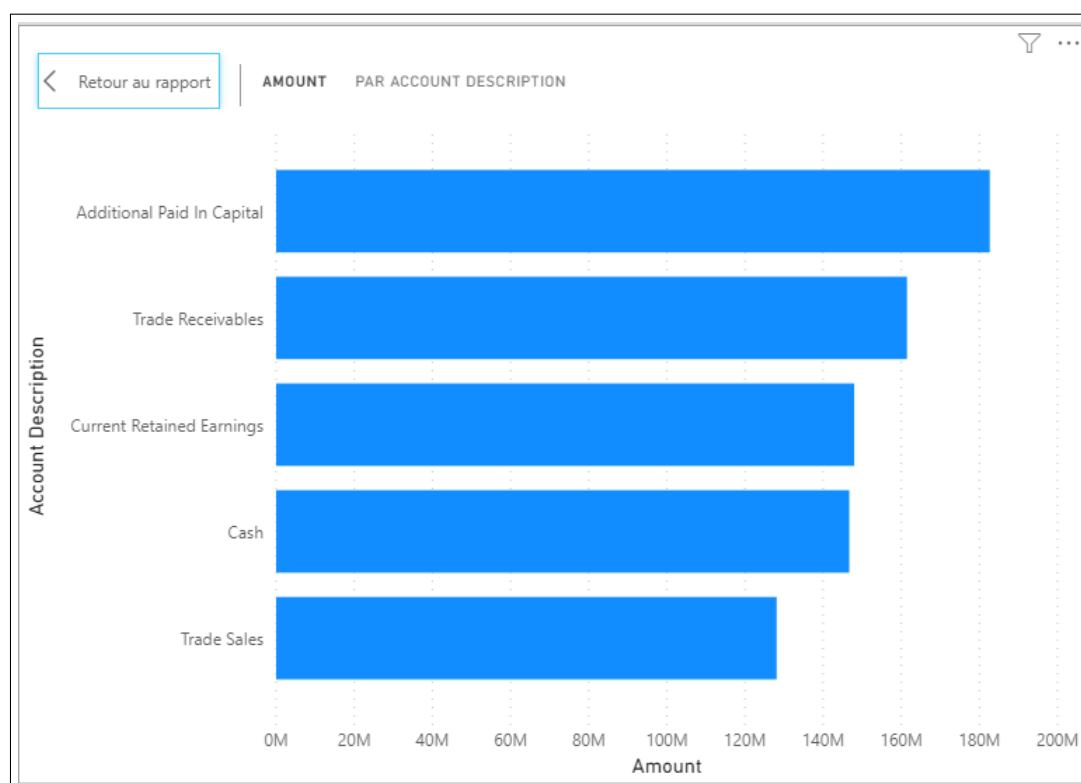 Retour au rapport
AMOUNT PAR ACCOUNT DESCRIPTION
Account Description
Additional Paid In Capital
Trade Receivables
Current Retained Earnings
Cash
Trade Sales
0M 20M 40M 60M 80M 100M 120M 140M 160M 180M 200M
Amount